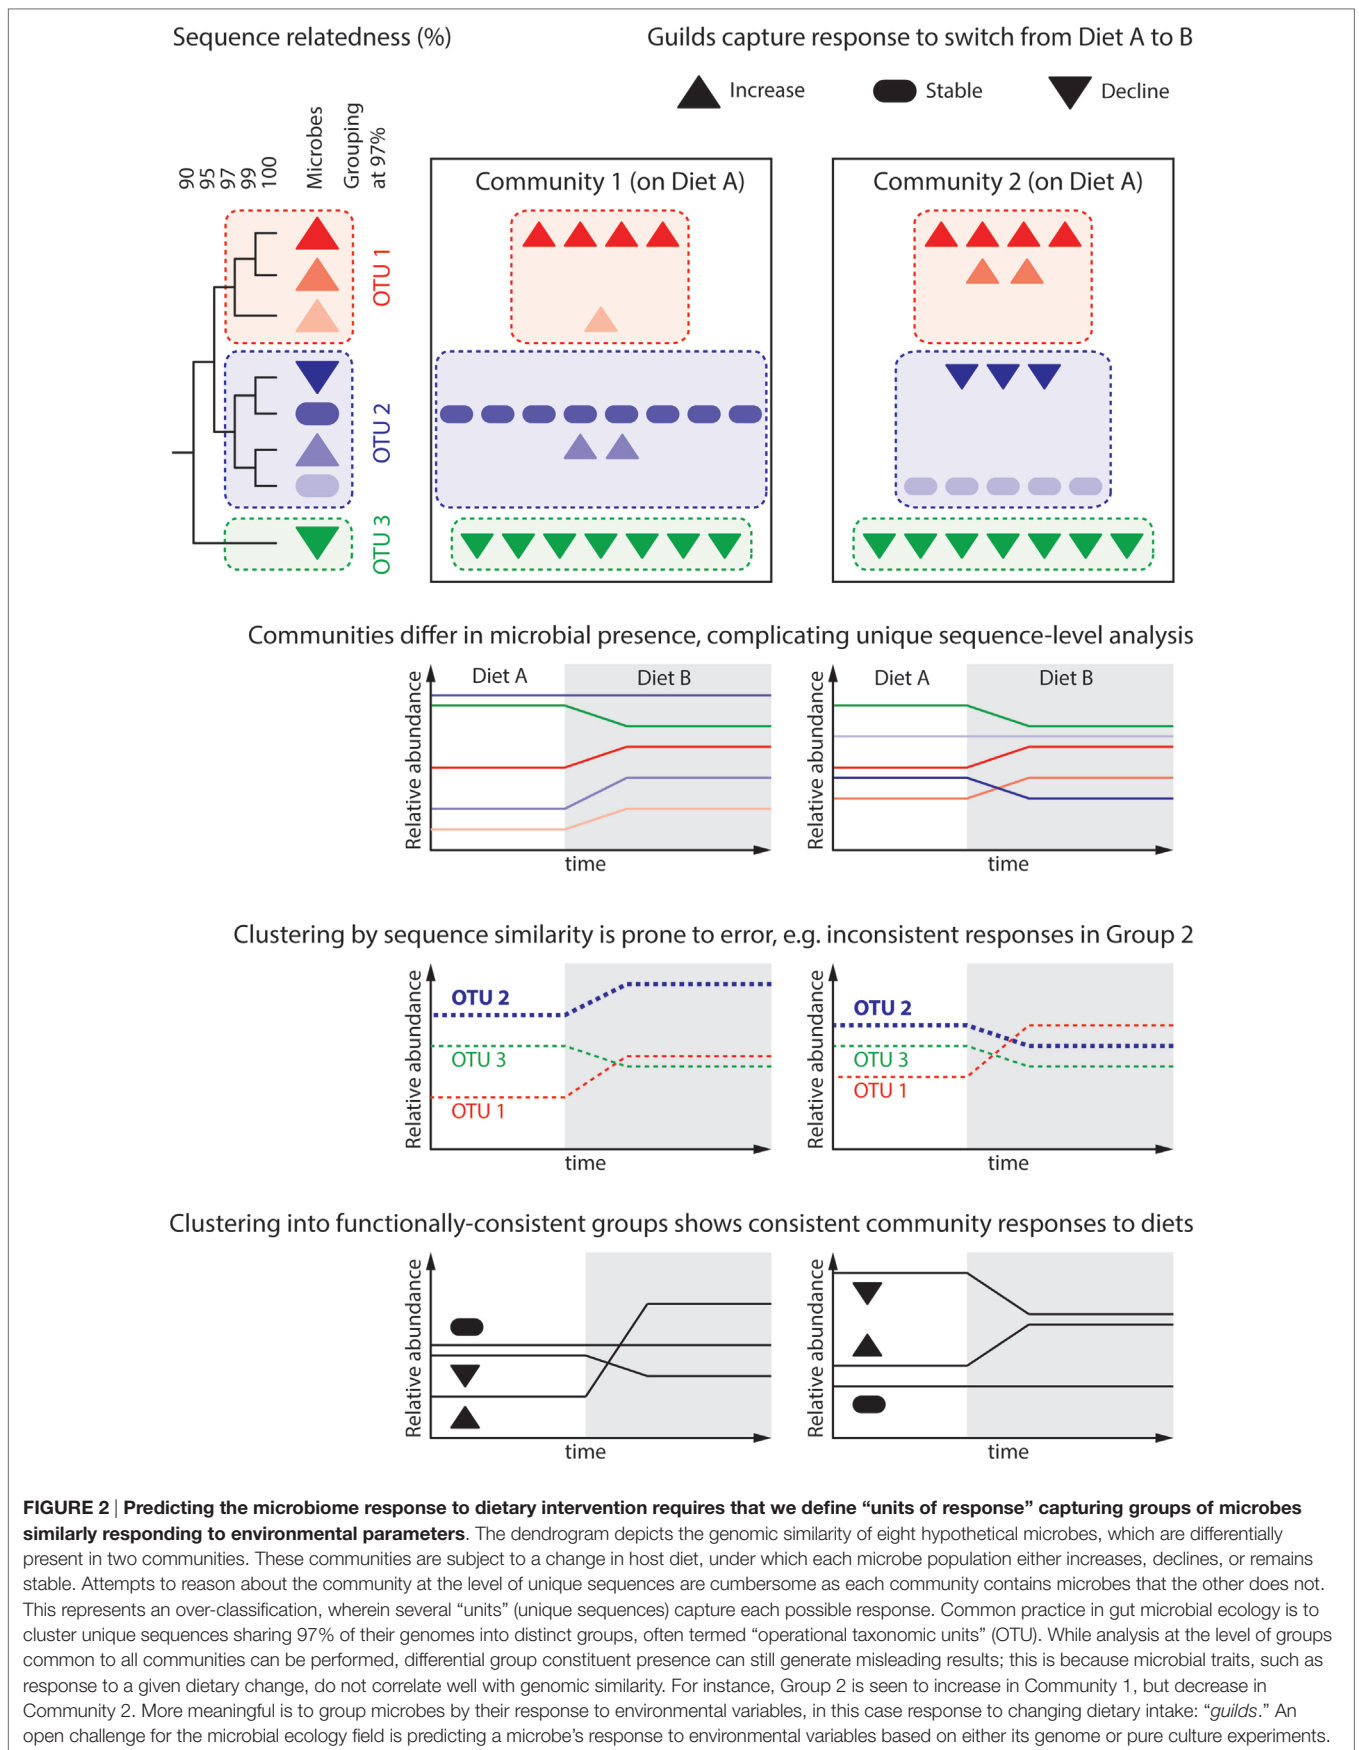 Sequence relatedness (%)
Guilds capture response to switch from Diet A to B
Increase
Stable
Decline
90
95
97
99
100
Microbes
Grouping
at 97%
Community 1 (on Diet A)
Community 2 (on Diet A)
OTU 1
OTU 2
OTU 3
Communities differ in microbial presence, complicating unique sequence-level analysis
Relative abundance
Diet A
Diet B
time
Relative abundance
Diet A
Diet B
time
Clustering by sequence similarity is prone to error, e.g. inconsistent responses in Group 2
Relative abundance
OTU 2
OTU 3
OTU 1
time
Relative abundance
OTU 2
OTU 3
OTU 1
time
Clustering into functionally-consistent groups shows consistent community responses to diets
Relative abundance
time
Relative abundance
time
FIGURE 2 | Predicting the microbiome response to dietary intervention requires that we define “units of response” capturing groups of microbes
similarly responding to environmental parameters. The dendrogram depicts the genomic similarity of eight hypothetical microbes, which are differentially
present in two communities. These communities are subject to a change in host diet, under which each microbe population either increases, declines, or remains
stable. Attempts to reason about the community at the level of unique sequences are cumbersome as each community contains microbes that the other does not.
This represents an over-classification, wherein several “units” (unique sequences) capture each possible response. Common practice in gut microbial ecology is to
cluster unique sequences sharing 97% of their genomes into distinct groups, often termed “operational taxonomic units” (OTU). While analysis at the level of groups
common to all communities can be performed, differential group constituent presence can still generate misleading results; this is because microbial traits, such as
response to a given dietary change, do not correlate well with genomic similarity. For instance, Group 2 is seen to increase in Community 1, but decrease in
Community 2. More meaningful is to group microbes by their response to environmental variables, in this case response to changing dietary intake: “guilds.” An
open challenge for the microbial ecology field is predicting a microbe’s response to environmental variables based on either its genome or pure culture experiments.